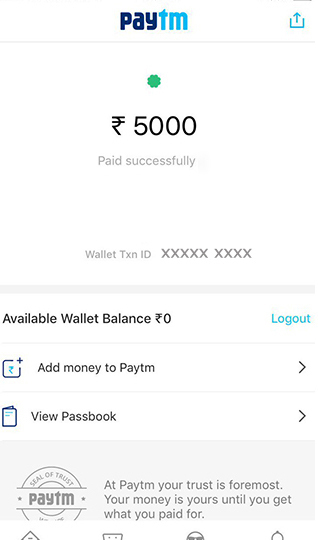 paytm
₹ 5000
Paid successfully
Wallet Txn ID XXXXX XXXX
Available Wallet Balance ₹0 Logout
Add money to Paytm
View Passbook
SEAL OF TRUST
paytm
At Paytm your trust is foremost.
Your money is yours until you get
what you paid for.